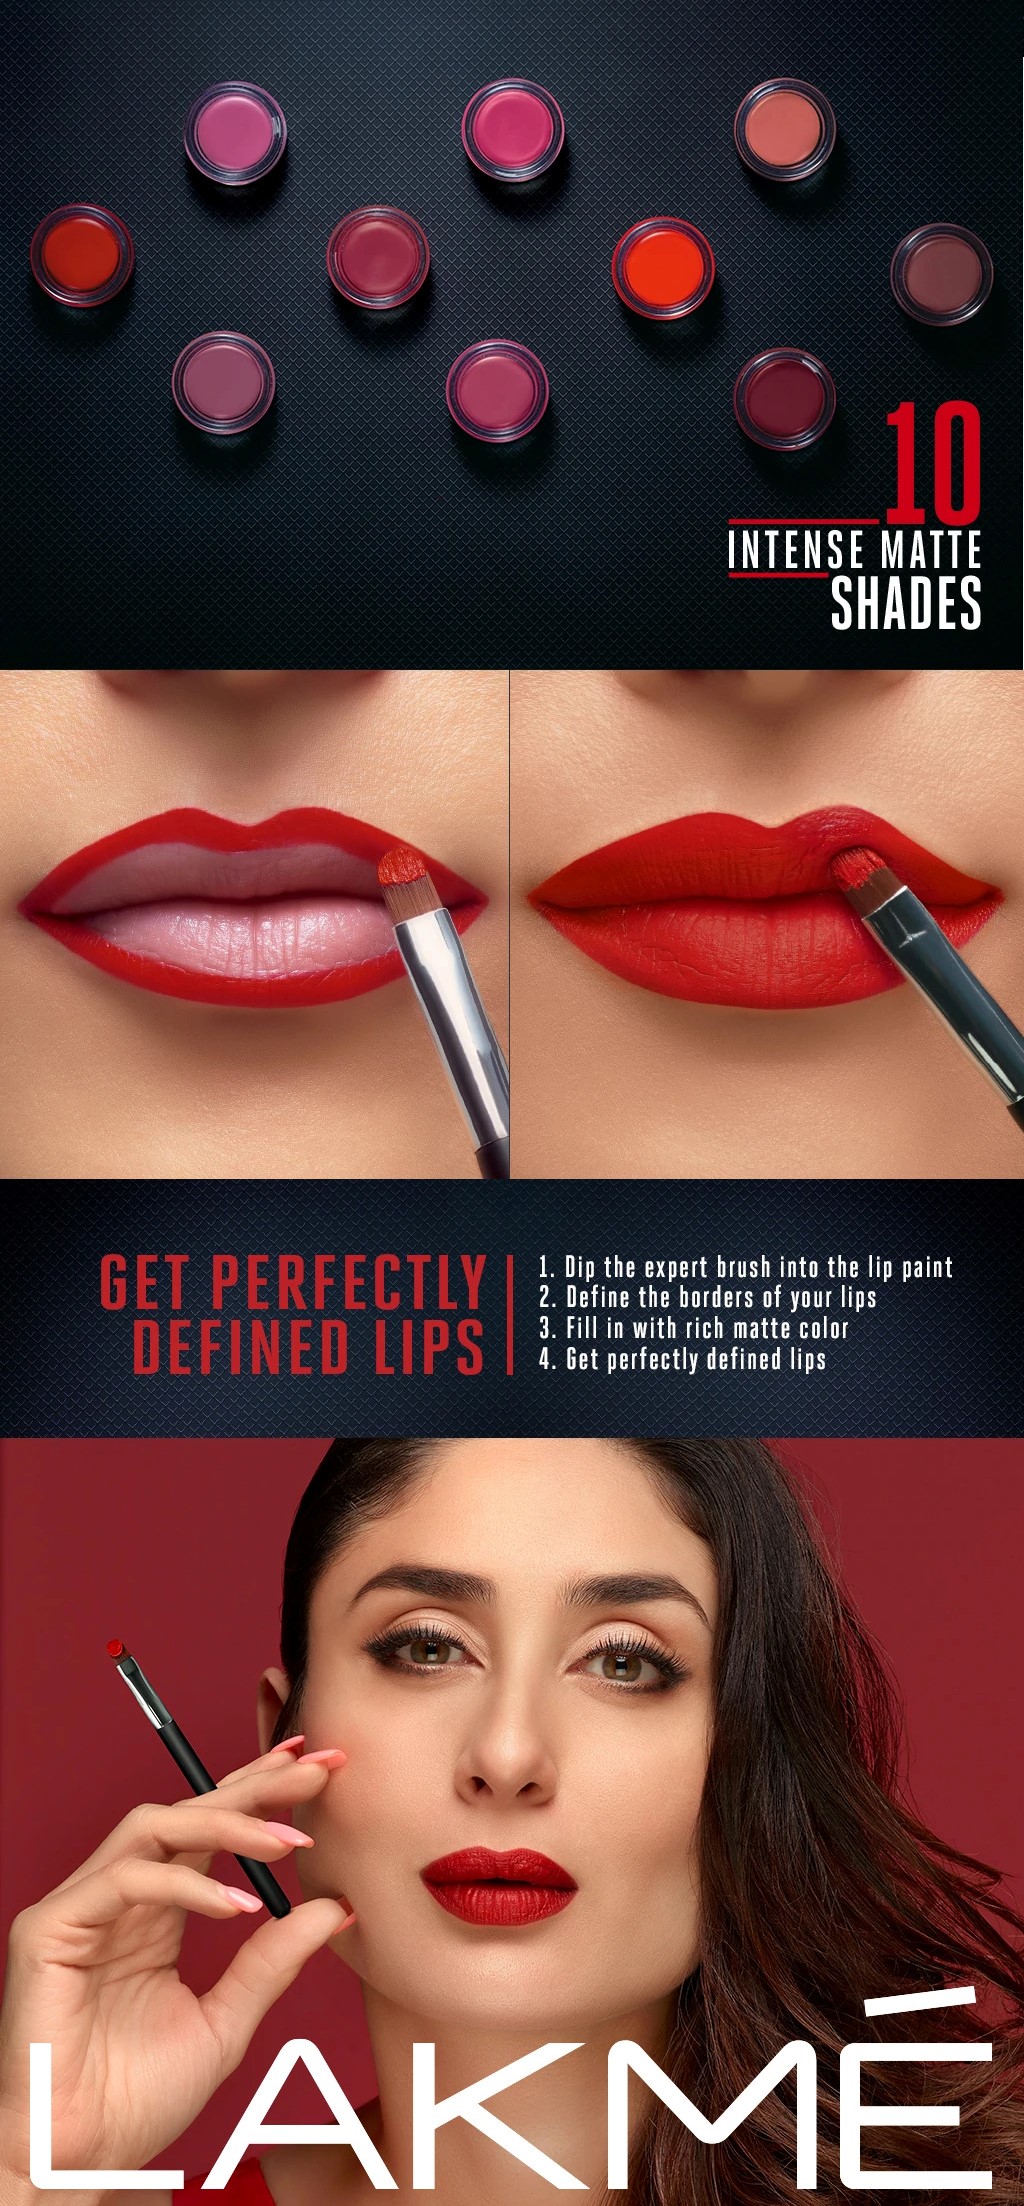 10
INTENSE MATTE
SHADES
GET PERFECTLY
DEFINED LIPS
1. Dip the expert brush into the lip paint
2. Define the borders of your lips
3. Fill in with rich matte color
4. Get perfectly defined lips
LAKMÉ